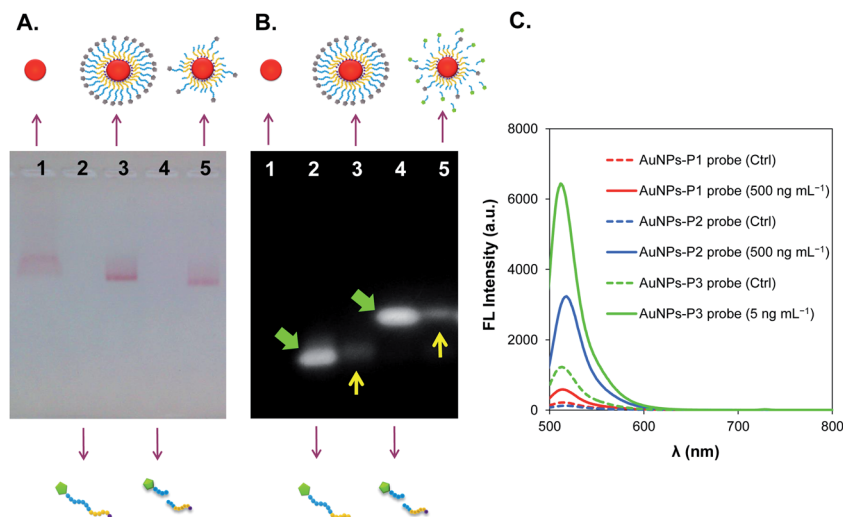 A.
B.
C.
1 2 3 4 5
1 2 3 4 5
8000
6000
4000
2000
0
FL Intensity (a.u.)
AuNPs-P1 probe (Ctrl)
AuNPs-P1 probe (500 ng mL⁻¹)
AuNPs-P2 probe (Ctrl)
AuNPs-P2 probe (500 ng mL⁻¹)
AuNPs-P3 probe (Ctrl)
AuNPs-P3 probe (5 ng mL⁻¹)
500 600 700 800
λ (nm)